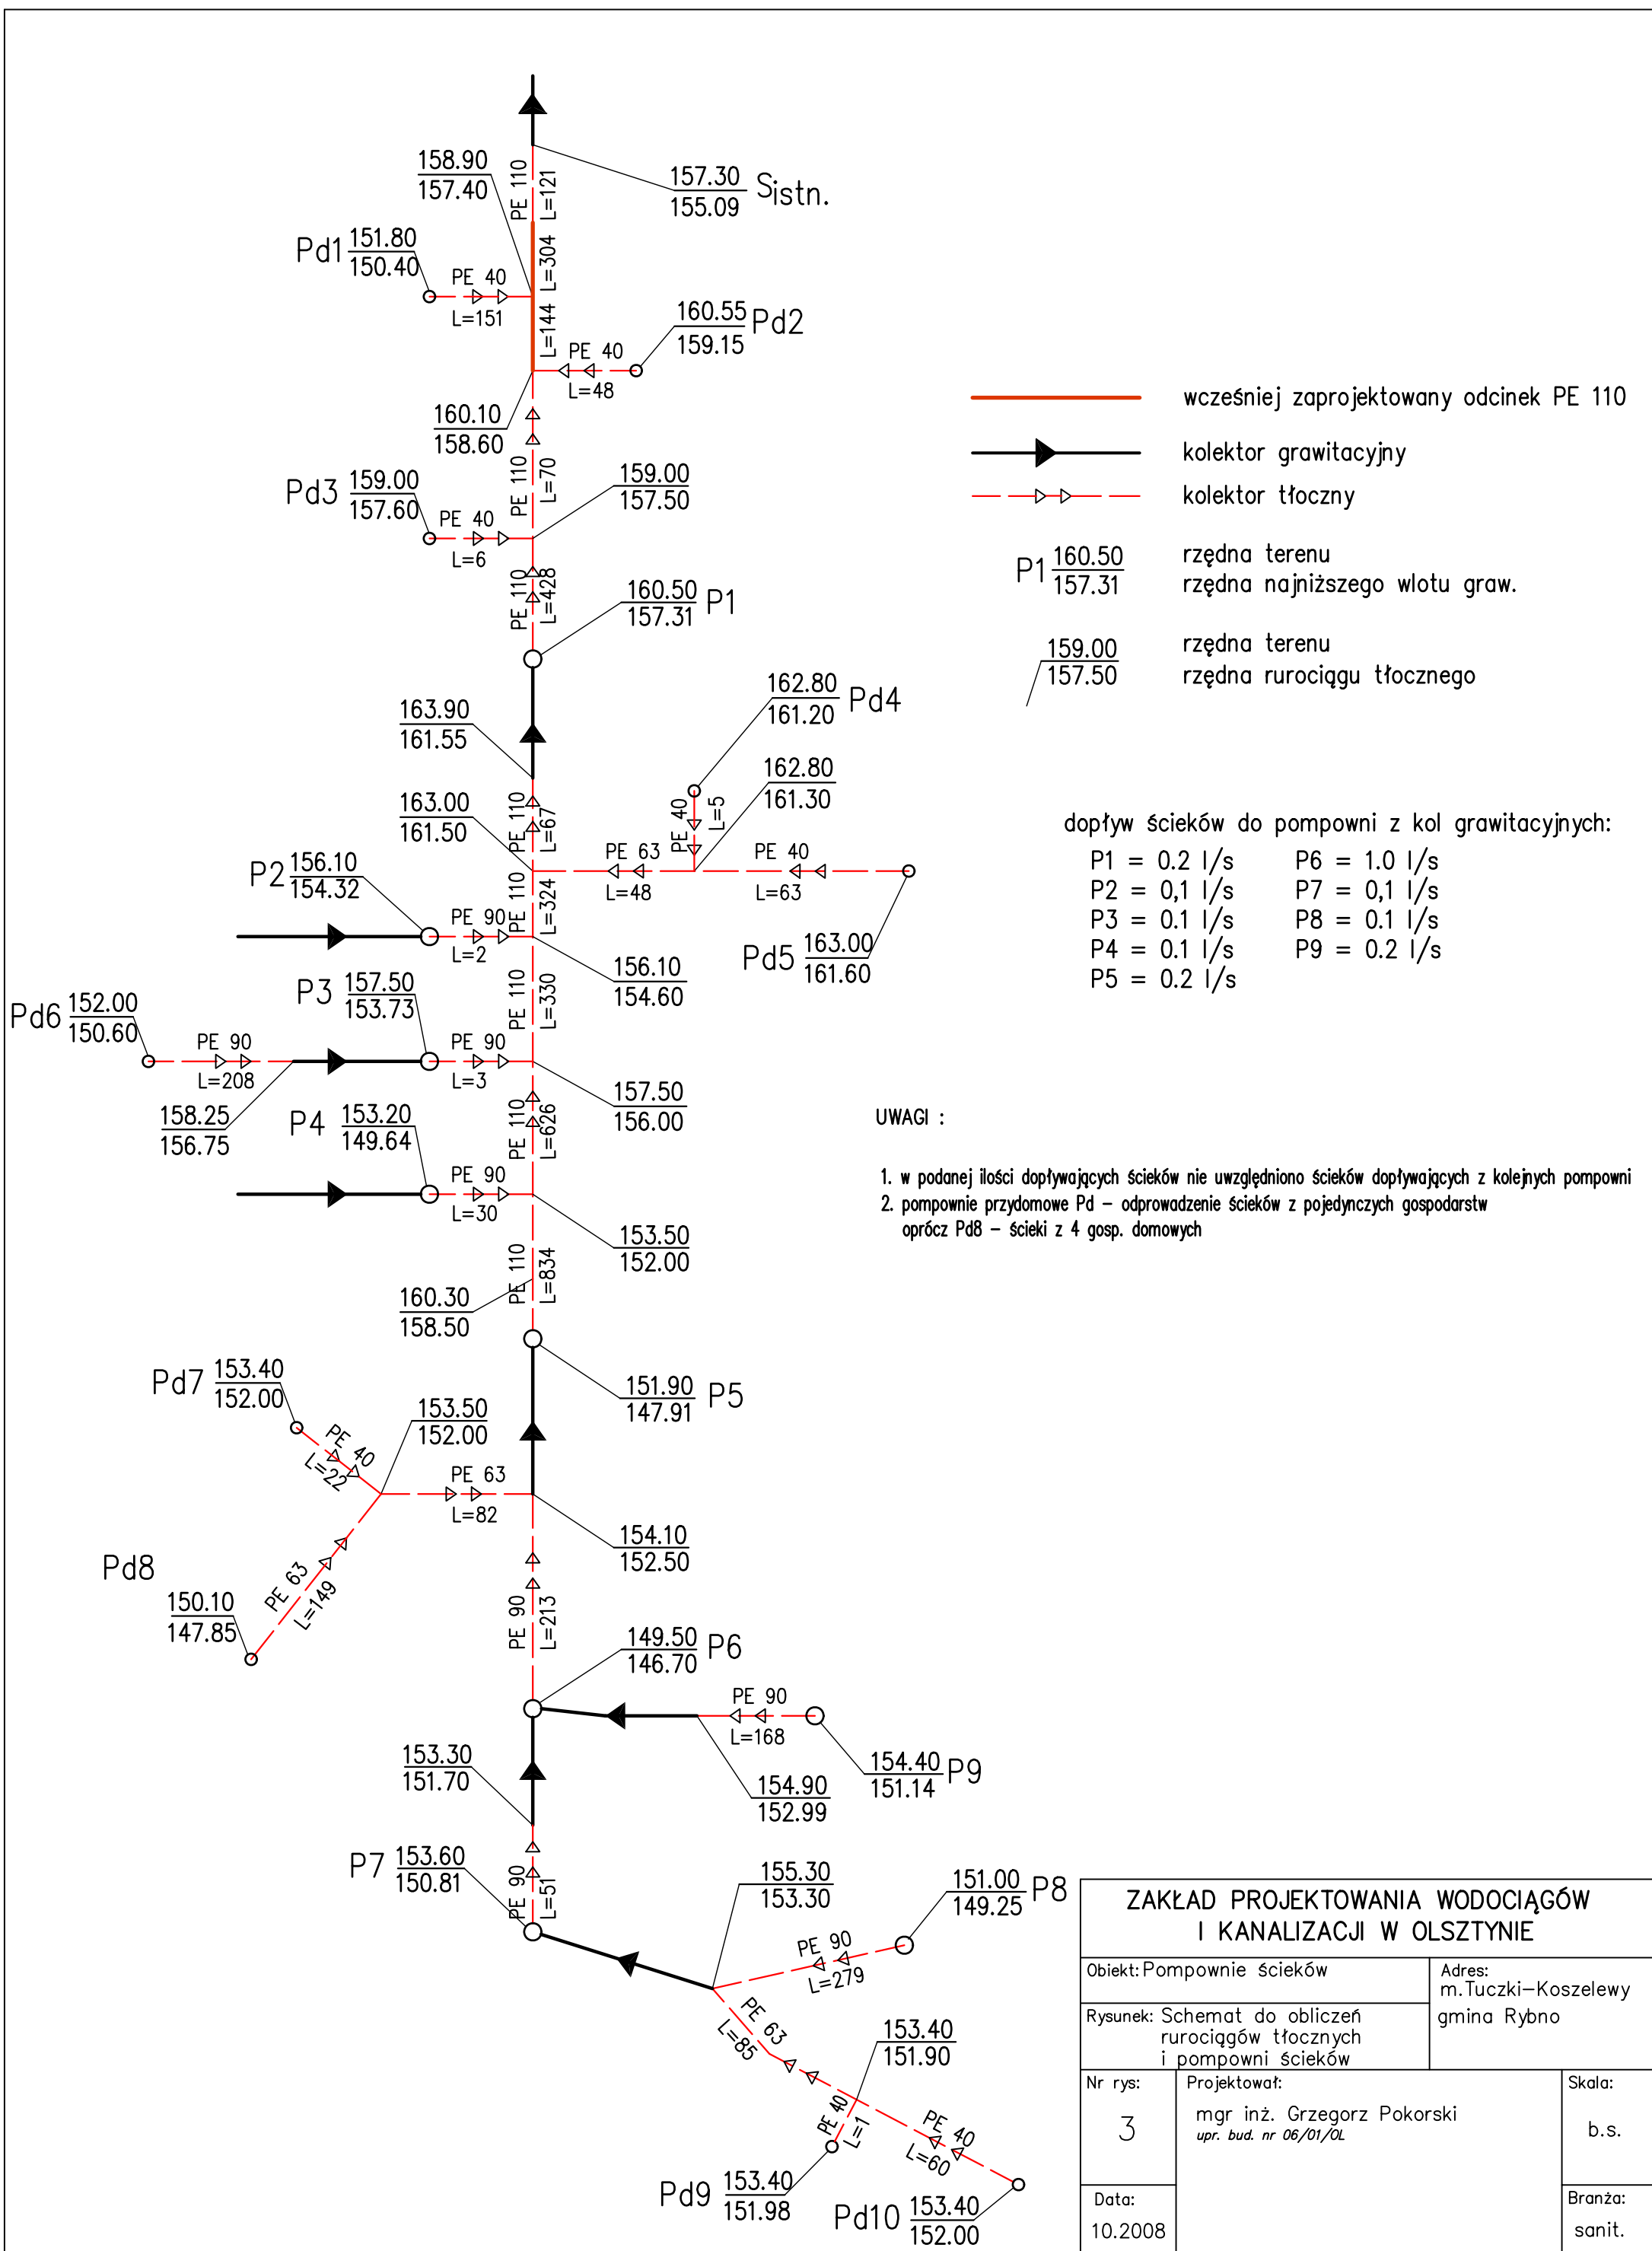 158.90
157.40
PE 110
L=121
157.30
155.09
Sistn.
Pd1
151.80
150.40
PE 40
L=151
L=304
L=144
160.55
159.15
Pd2
PE 40
L=48
160.10
158.60
PE 110
L=70
Pd3
159.00
157.60
PE 40
L=6
159.00
157.50
PE 110
L=428
160.50
157.31
P1
163.90
161.55
162.80
161.20
Pd4
163.00
161.50
PE 110
L=67
162.80
161.30
PE 40
L=5
PE 63
L=48
PE 40
L=63
P2
156.10
154.32
PE 90
L=2
PE 110
L=324
Pd5
163.00
161.60
156.10
154.60
P3
157.50
153.73
PE 110
L=330
Pd6
152.00
150.60
PE 90
L=208
PE 90
L=3
158.25
156.75
157.50
156.00
P4
153.20
149.64
PE 110
L=626
PE 90
L=30
153.50
152.00
PE 110
L=834
160.30
158.50
Pd7
153.40
152.00
151.90
147.91
P5
PE 40
L=22
153.50
152.00
PE 63
L=82
154.10
152.50
Pd8
150.10
147.85
PE 63
L=149
PE 90
L=213
149.50
146.70
P6
PE 90
L=168
153.30
151.70
154.90
152.99
154.40
151.14
P9
P7
153.60
150.81
PE 90
L=51
155.30
153.30
151.00
149.25
P8
PE 90
L=279
PE 63
L=85
153.40
151.90
PE 40
L=1
PE 40
L=60
Pd9
153.40
151.98
Pd10
153.40
152.00
wcześniej zaprojektowany odcinek PE 110
kolektor grawitacyjny
kolektor tłoczny
P1
160.50
157.31
rzędna terenu
rzędna najniższego wlotu graw.
159.00
157.50
rzędna terenu
rzędna rurociągu tłocznego
dopływ ścieków do pompowni z kol grawitacyjnych:
P1 = 0.2 l/s P6 = 1.0 l/s
P2 = 0,1 l/s P7 = 0,1 l/s
P3 = 0.1 l/s P8 = 0.1 l/s
P4 = 0.1 l/s P9 = 0.2 l/s
P5 = 0.2 l/s
UWAGI :
1. w podanej ilości dopływających ścieków nie uwzględniono ścieków dopływających z kolejnych pompowni
2. pompownie przydomowe Pd – odprowadzenie ścieków z pojedynczych gospodarstw
oprócz Pd8 – ścieki z 4 gosp. domowych
ZAKŁAD PROJEKTOWANIA WODOCIĄGÓW
I KANALIZACJI W OLSZTYNIE
Obiekt: Pompownie ścieków
Adres:
m.Tuczki–Koszelewy
gmina Rybno
Rysunek: Schemat do obliczeń
rurociągów tłocznych
i pompowni ścieków
Nr rys:
3
Projektował:
mgr inż. Grzegorz Pokorski
upr. bud. nr 06/01/OL
Skala:
b.s.
Data:
10.2008
Branża:
sanit.